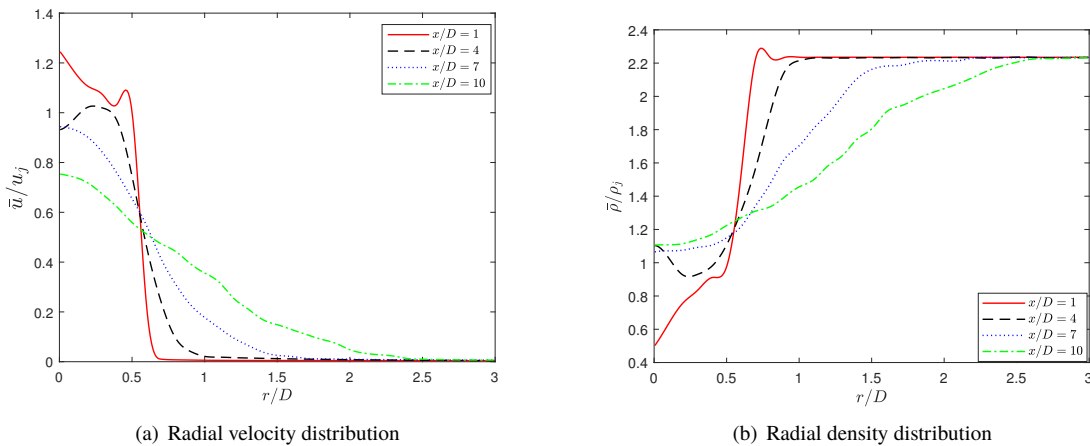 1.4
1.2
1
0.8
0.6
0.4
0.2
0
0 0.5 1 1.5 2 2.5 3
r/D
ū/u_j
x/D = 1
x/D = 4
x/D = 7
x/D = 10
(a) Radial velocity distribution
2.4
2.2
2
1.8
1.6
1.4
1.2
1
0.8
0.6
0.4
0 0.5 1 1.5 2 2.5 3
r/D
ρ̄/ρ_j
x/D = 1
x/D = 4
x/D = 7
x/D = 10
(b) Radial density distribution